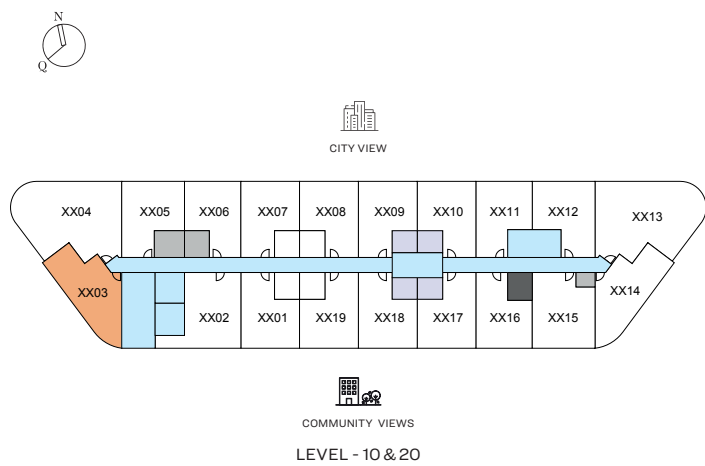 N
Q
CITY VIEW
XX04 XX05 XX06 XX07 XX08 XX09 XX10 XX11 XX12 XX13
XX03 XX14
XX02 XX01 XX19 XX18 XX17 XX16 XX15
COMMUNITY VIEWS
LEVEL - 10 & 20